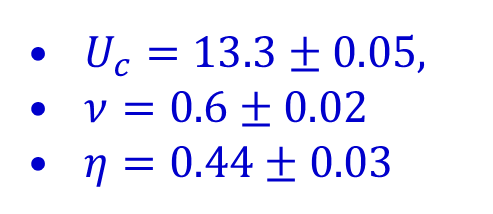 • U_c = 13.3 ± 0.05,
• ν = 0.6 ± 0.02
• η = 0.44 ± 0.03